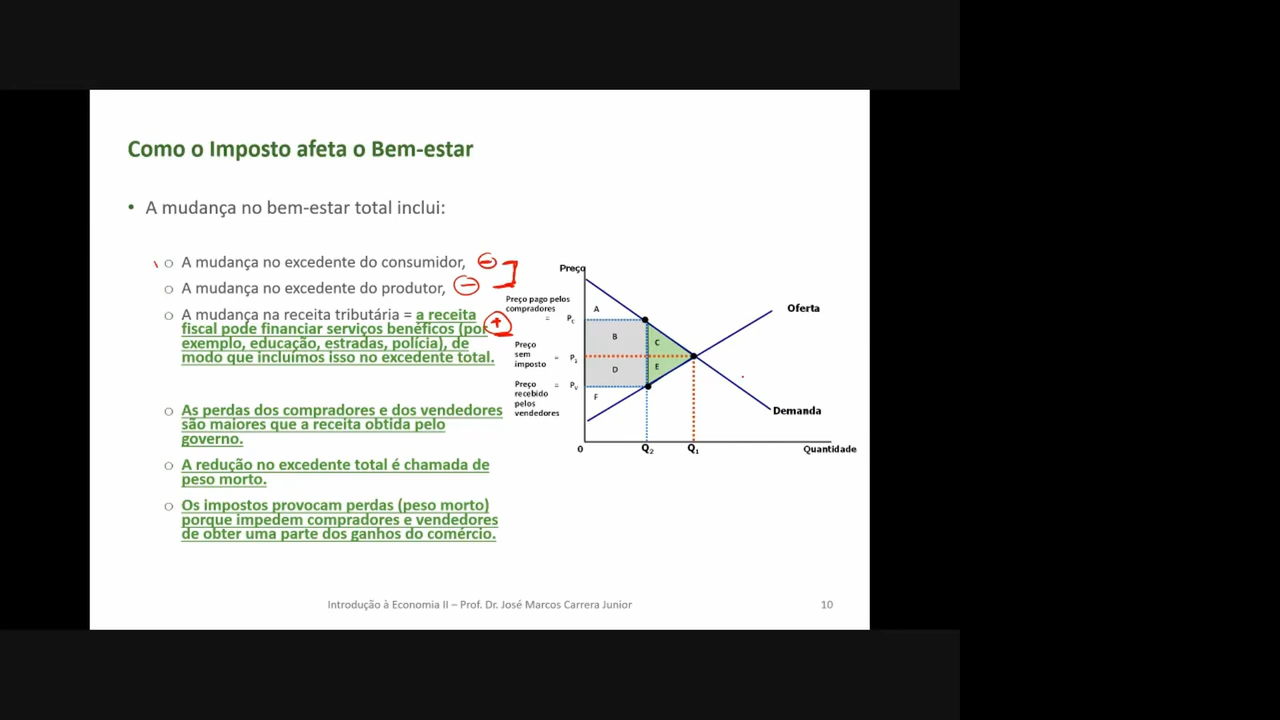 Como o Imposto afeta o Bem-estar
• A mudança no bem-estar total inclui:
o A mudança no excedente do consumidor,
o A mudança no excedente do produtor,
o A mudança na receita tributária = a receita
fiscal pode financiar serviços benéficos (por
exemplo, educação, estradas, polícia), de
modo que incluímos isso no excedente total.
o As perdas dos compradores e dos vendedores
são maiores que a receita obtida pelo
governo.
o A redução no excedente total é chamada de
peso morto.
o Os impostos provocam perdas (peso morto)
porque impedem compradores e vendedores
de obter uma parte dos ganhos do comércio.
Preço
Preço pago pelos
compradores
= P
A
Oferta
B
C
Preço
sem
imposto
= P
D
E
Preço
recebido
pelos
vendedores
= P
F
Demanda
0
Q2
Q1
Quantidade
Introdução à Economia II – Prof. Dr. José Marcos Carrera Junior
10